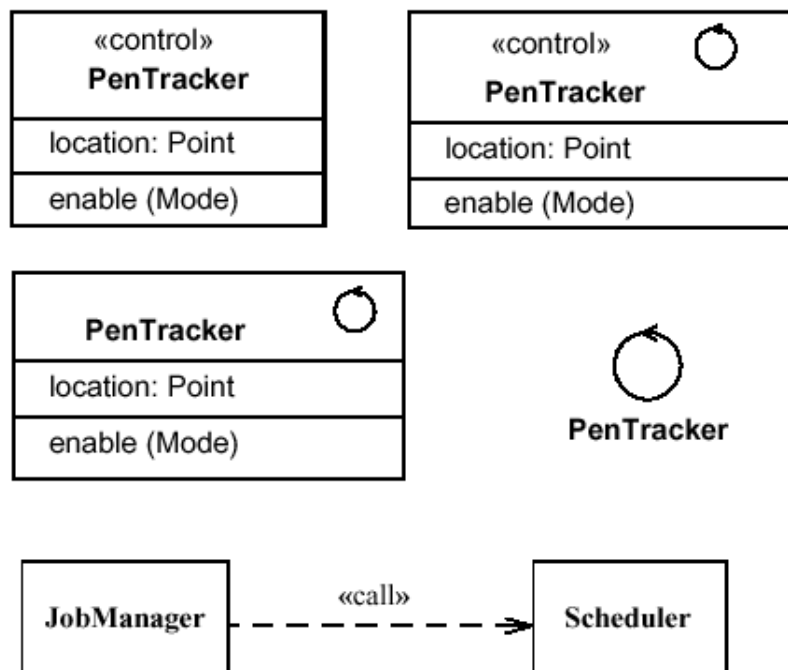 «control»
PenTracker
location: Point
enable (Mode)
«control»
PenTracker
location: Point
enable (Mode)
PenTracker
location: Point
enable (Mode)
PenTracker
JobManager
«call»
Scheduler